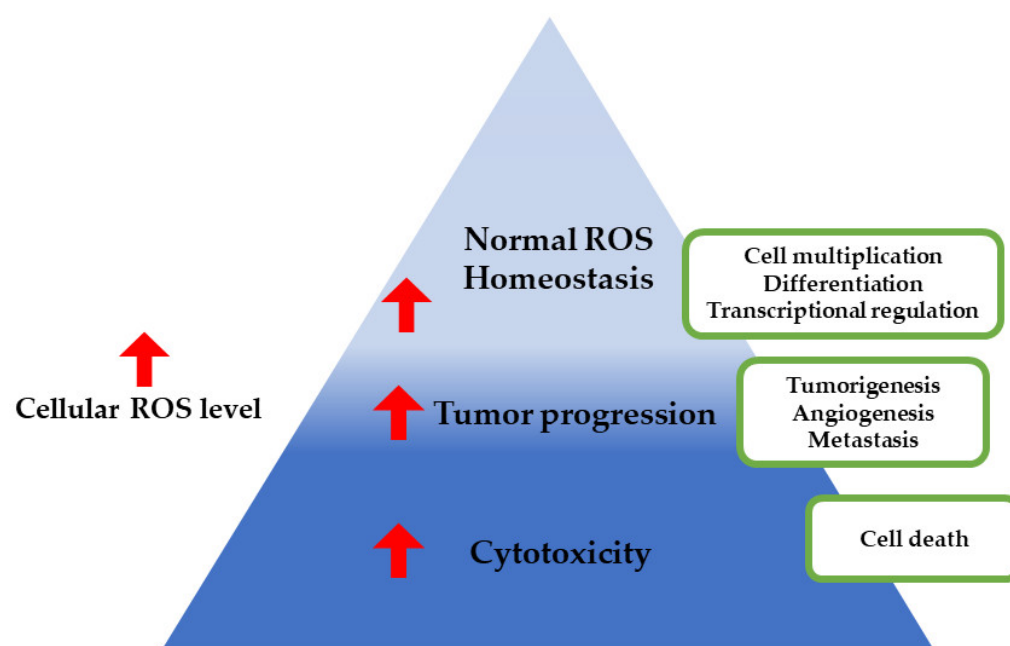 Normal ROS
Homeostasis
Cell multiplication
Differentiation
Transcriptional regulation
Cellular ROS level
Tumor progression
Tumorigenesis
Angiogenesis
Metastasis
Cytotoxicity
Cell death